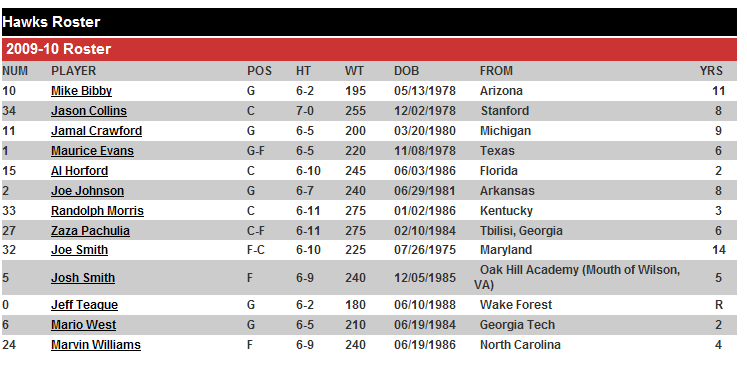 Hawks Roster
2009-10 Roster
NUM PLAYER POS HT WT DOB FROM YRS
10 Mike Bibby G 6-2 195 05/13/1978 Arizona 11
34 Jason Collins C 7-0 255 12/02/1978 Stanford 8
11 Jamal Crawford G 6-5 200 03/20/1980 Michigan 9
1 Maurice Evans G-F 6-5 220 11/08/1978 Texas 6
15 Al Horford C 6-10 245 06/03/1986 Florida 2
2 Joe Johnson G 6-7 240 06/29/1981 Arkansas 8
33 Randolph Morris C 6-11 275 01/02/1986 Kentucky 3
27 Zaza Pachulia C-F 6-11 275 02/10/1984 Tbilisi, Georgia 6
32 Joe Smith F-C 6-10 225 07/26/1975 Maryland 14
5 Josh Smith F 6-9 240 12/05/1985 Oak Hill Academy (Mouth of Wilson, VA) 5
0 Jeff Teague G 6-2 180 06/10/1988 Wake Forest R
6 Mario West G 6-5 210 06/19/1984 Georgia Tech 2
24 Marvin Williams F 6-9 240 06/19/1986 North Carolina 4